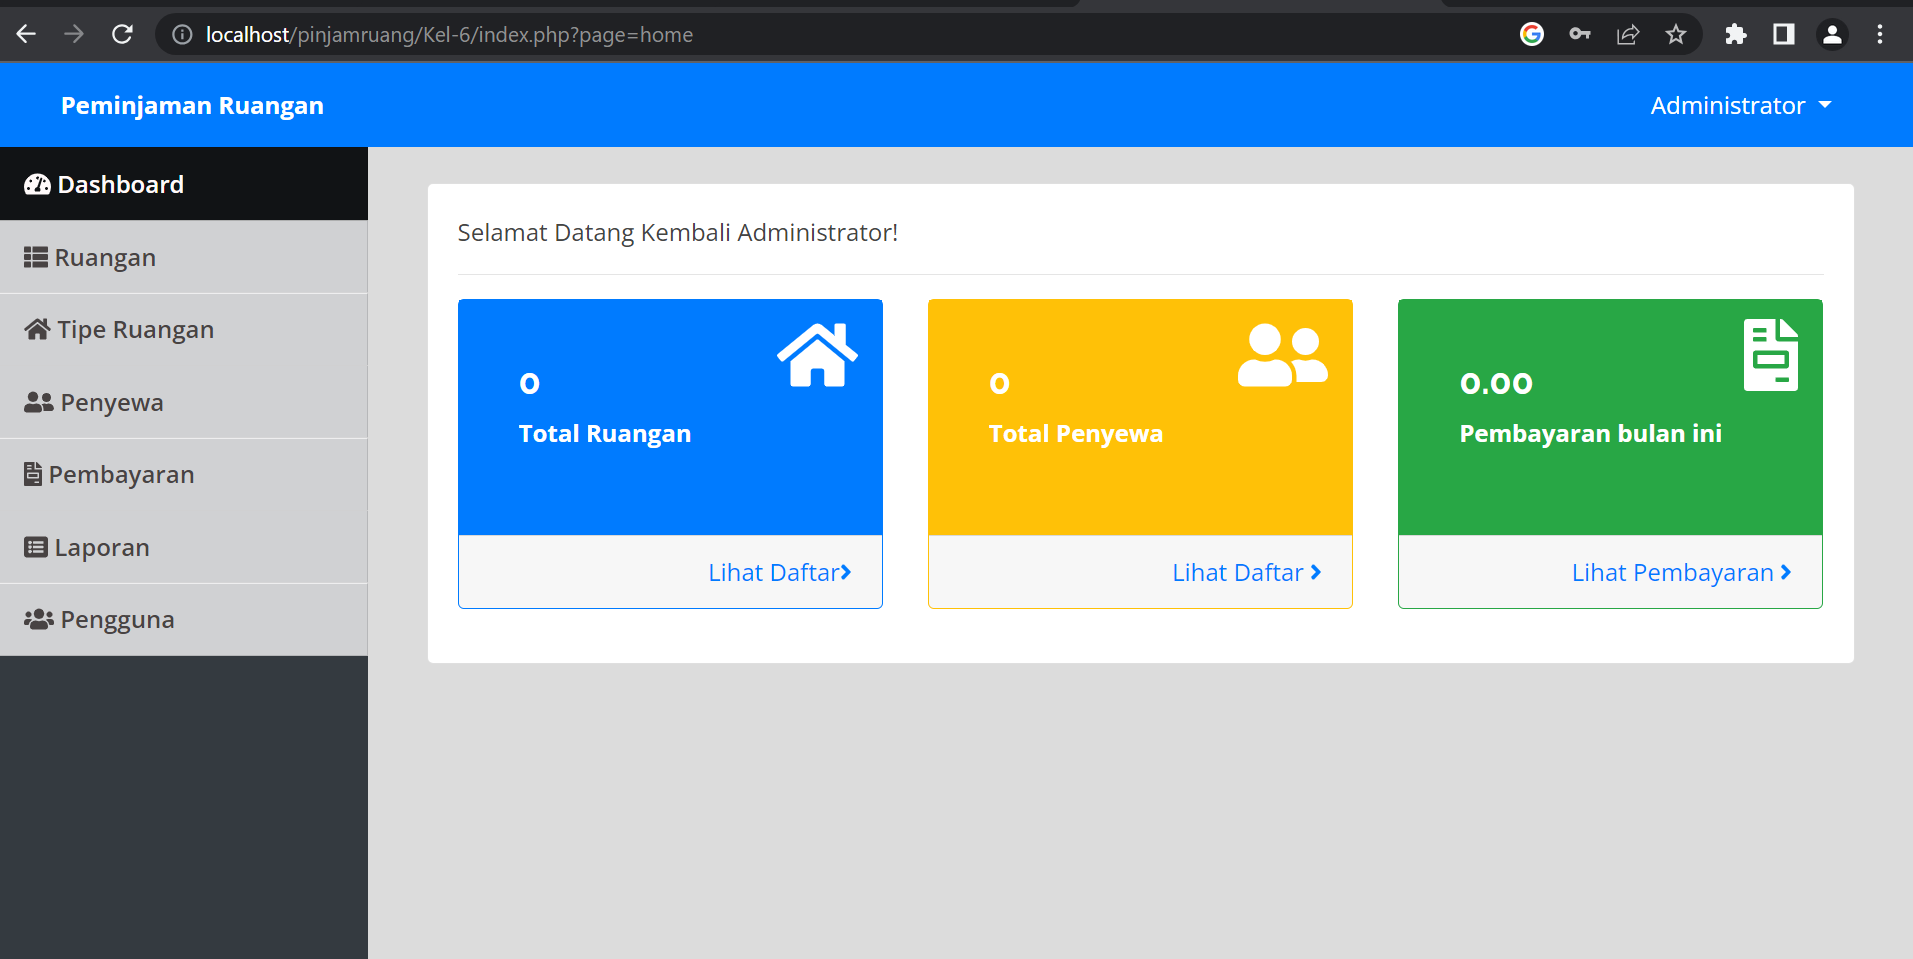 localhost/pinjamruang/Kel-6/index.php?page=home
Peminjaman Ruangan
Administrator
Dashboard
Ruangan
Tipe Ruangan
Penyewa
Pembayaran
Laporan
Pengguna
Selamat Datang Kembali Administrator!
0
Total Ruangan
Lihat Daftar
0
Total Penyewa
Lihat Daftar
0.00
Pembayaran bulan ini
Lihat Pembayaran